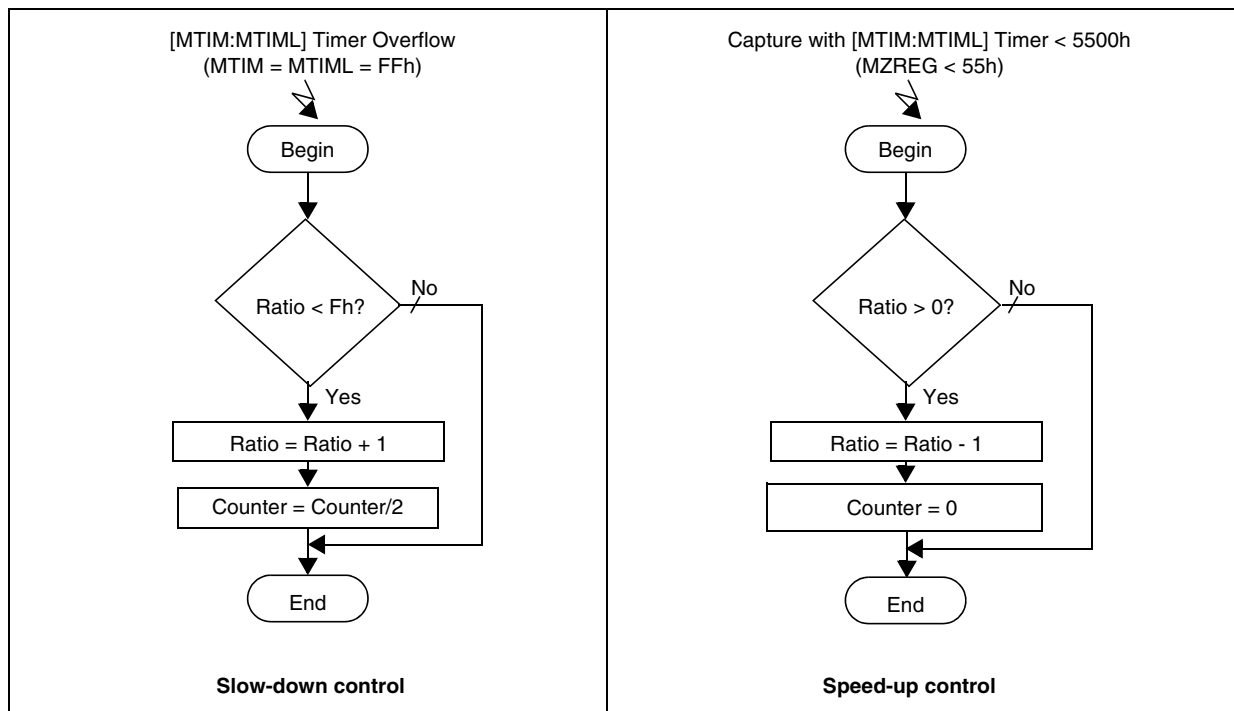 [MTIM:MTIML] Timer Overflow
(MTIM = MTIML = FFh)
Begin
Ratio < Fh?
No
Yes
Ratio = Ratio + 1
Counter = Counter/2
End
Slow-down control
Capture with [MTIM:MTIML] Timer < 5500h
(MZREG < 55h)
Begin
Ratio > 0?
No
Yes
Ratio = Ratio - 1
Counter = 0
End
Speed-up control